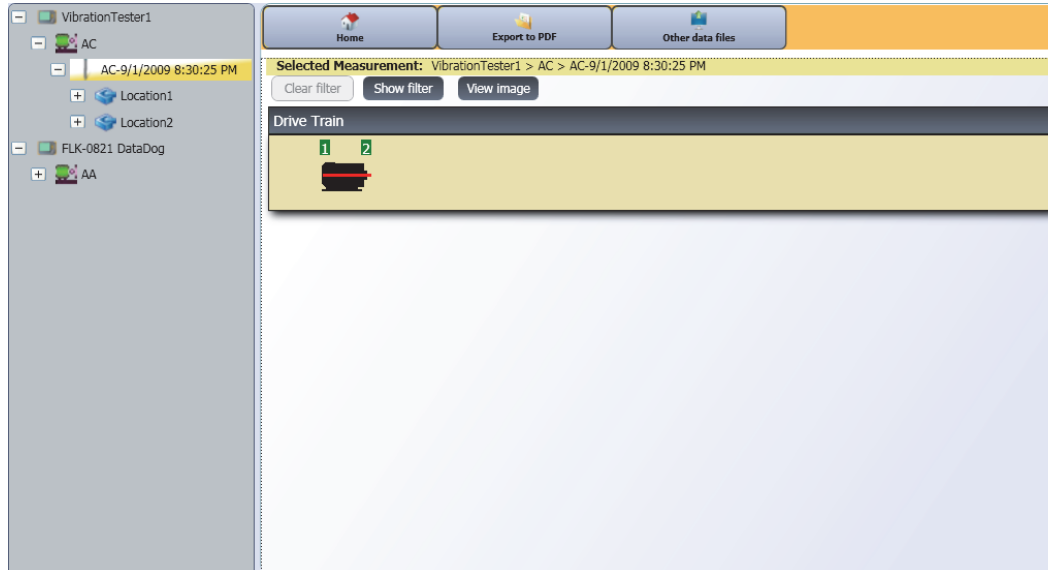 VibrationTester1
AC
AC-9/1/2009 8:30:25 PM
Location1
Location2
FLK-0821 DataDog
AA
Home
Export to PDF
Other data files
Selected Measurement: VibrationTester1 > AC > AC-9/1/2009 8:30:25 PM
Clear filter
Show filter
View image
Drive Train
1 2